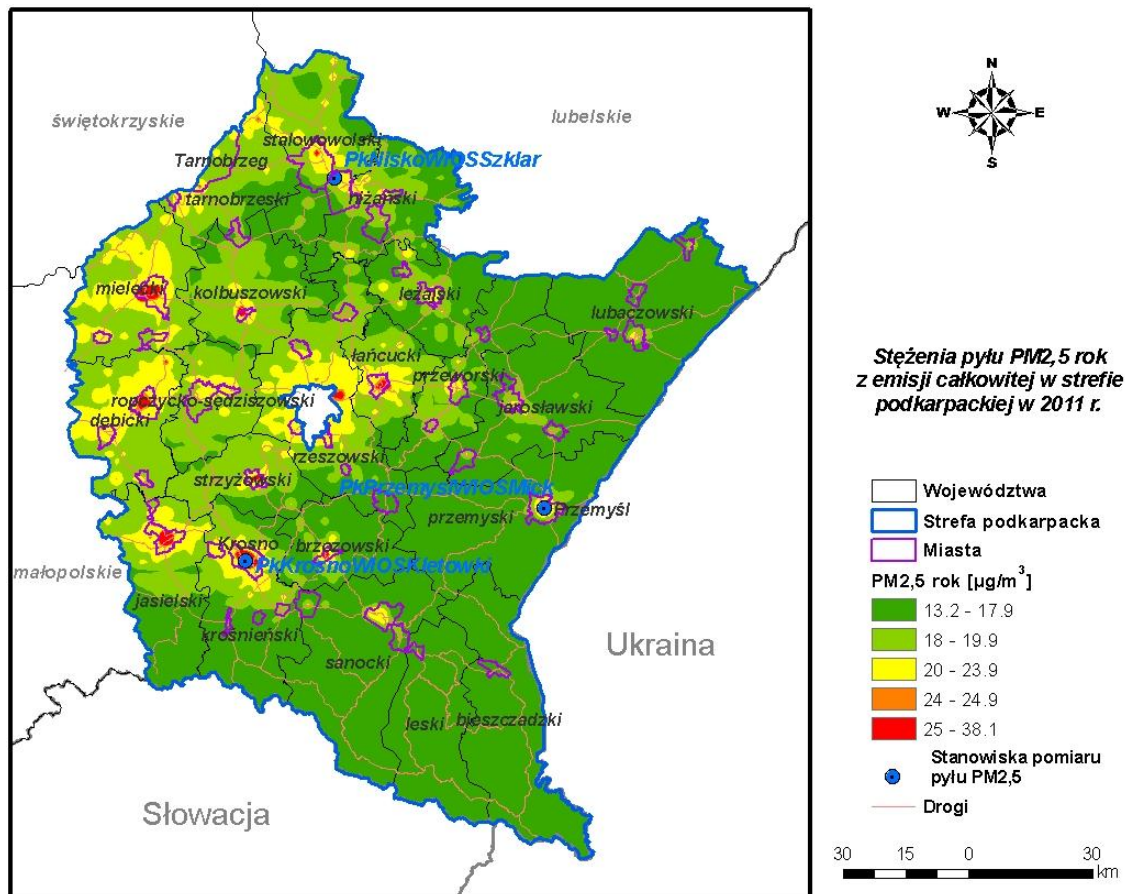 świętokrzyskie
lubelskie
stalowowolski
Tarnobrzeg
PkNiskoWIOSSzklar
tarnobrzeski
niżański
mielecki
kolbuszowski
leżajski
lubaczowski
łańcucki
przeworski
ropczycko-sędziszowski
jarosławski
dębicki
rzeszowski
strzyżowski
PkPrzemyslWIOSMick
przemyski
Przemyśl
Krosno
brzozowski
PkKrosnoWIOSKletowki
małopolskie
jasielski
krośnieński
sanocki
Ukraina
leski
bieszczadzki
Słowacja
N
W
E
S
Stężenia pyłu PM2,5 rok
z emisji całkowitej w strefie
podkarpackiej w 2011 r.
Województwa
Strefa podkarpacka
Miasta
PM2,5 rok [µg/m³]
13.2 - 17.9
18 - 19.9
20 - 23.9
24 - 24.9
25 - 38.1
Stanowiska pomiaru
pyłu PM2,5
Drogi
30 15 0 30
km